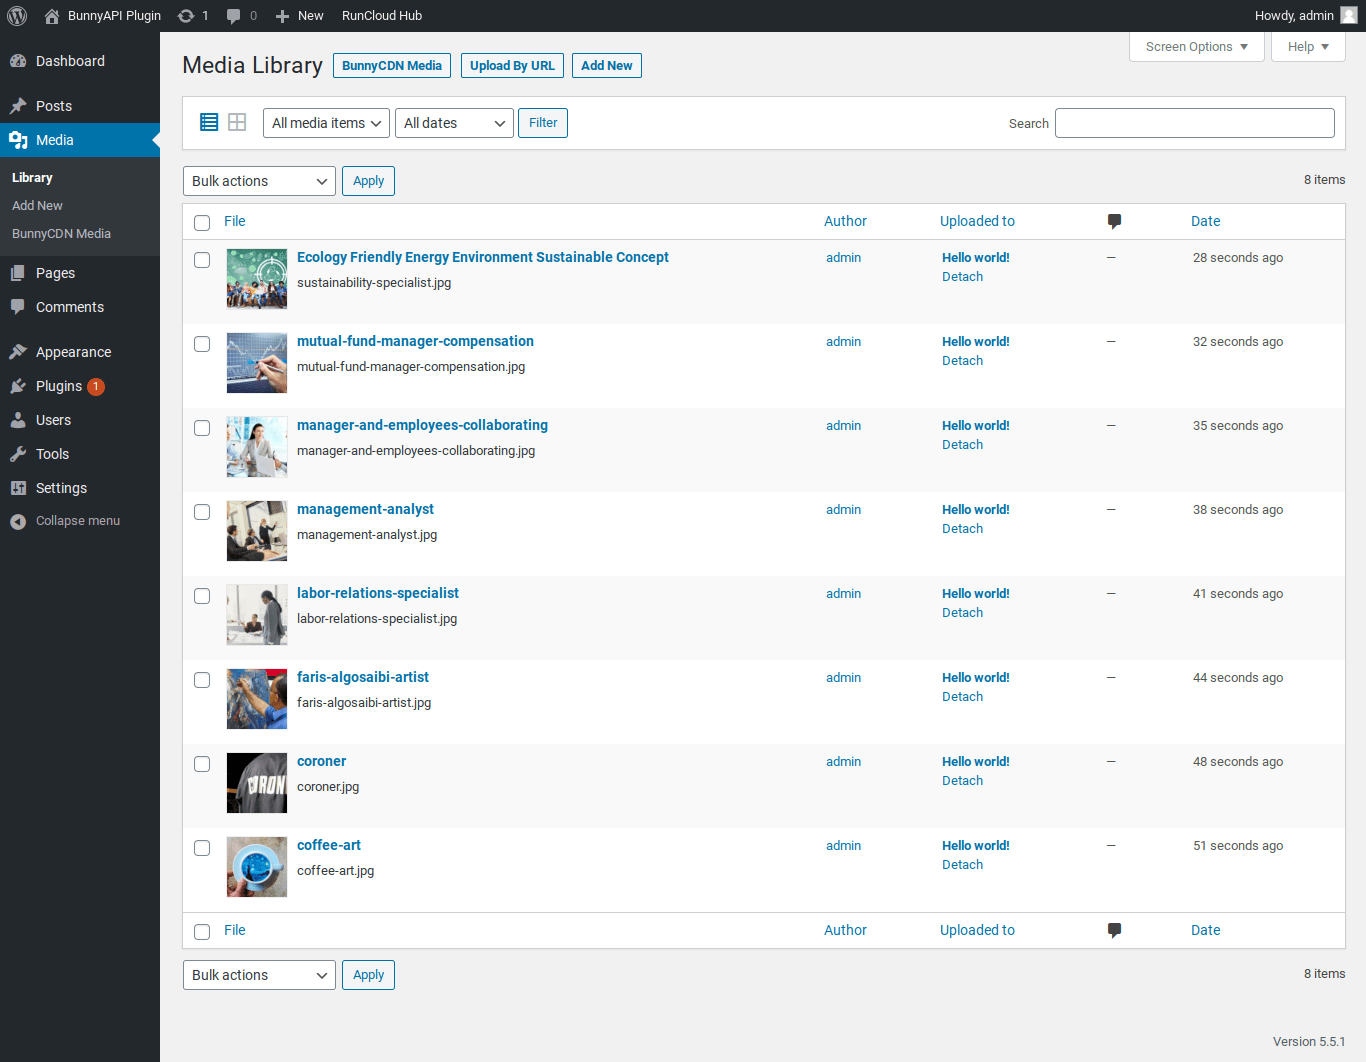 BunnyAPI Plugin 1 0 New RunCloud Hub Howdy, admin
Dashboard
Posts
Media
Library
Add New
BunnyCDN Media
Pages
Comments
Appearance
Plugins 1
Users
Tools
Settings
Collapse menu
Screen Options Help
Media Library BunnyCDN Media Upload By URL Add New
All media items All dates Filter Search
Bulk actions Apply 8 items
File Author Uploaded to Date
Ecology Friendly Energy Environment Sustainable Concept admin Hello world! — 28 seconds ago
sustainability-specialist.jpg Detach
mutual-fund-manager-compensation admin Hello world! — 32 seconds ago
mutual-fund-manager-compensation.jpg Detach
manager-and-employees-collaborating admin Hello world! — 35 seconds ago
manager-and-employees-collaborating.jpg Detach
management-analyst admin Hello world! — 38 seconds ago
management-analyst.jpg Detach
labor-relations-specialist admin Hello world! — 41 seconds ago
labor-relations-specialist.jpg Detach
faris-algosaibi-artist admin Hello world! — 44 seconds ago
faris-algosaibi-artist.jpg Detach
coroner admin Hello world! — 48 seconds ago
coroner.jpg Detach
CORON
coffee-art admin Hello world! — 51 seconds ago
coffee-art.jpg Detach
File Author Uploaded to Date
Bulk actions Apply 8 items
Version 5.5.1